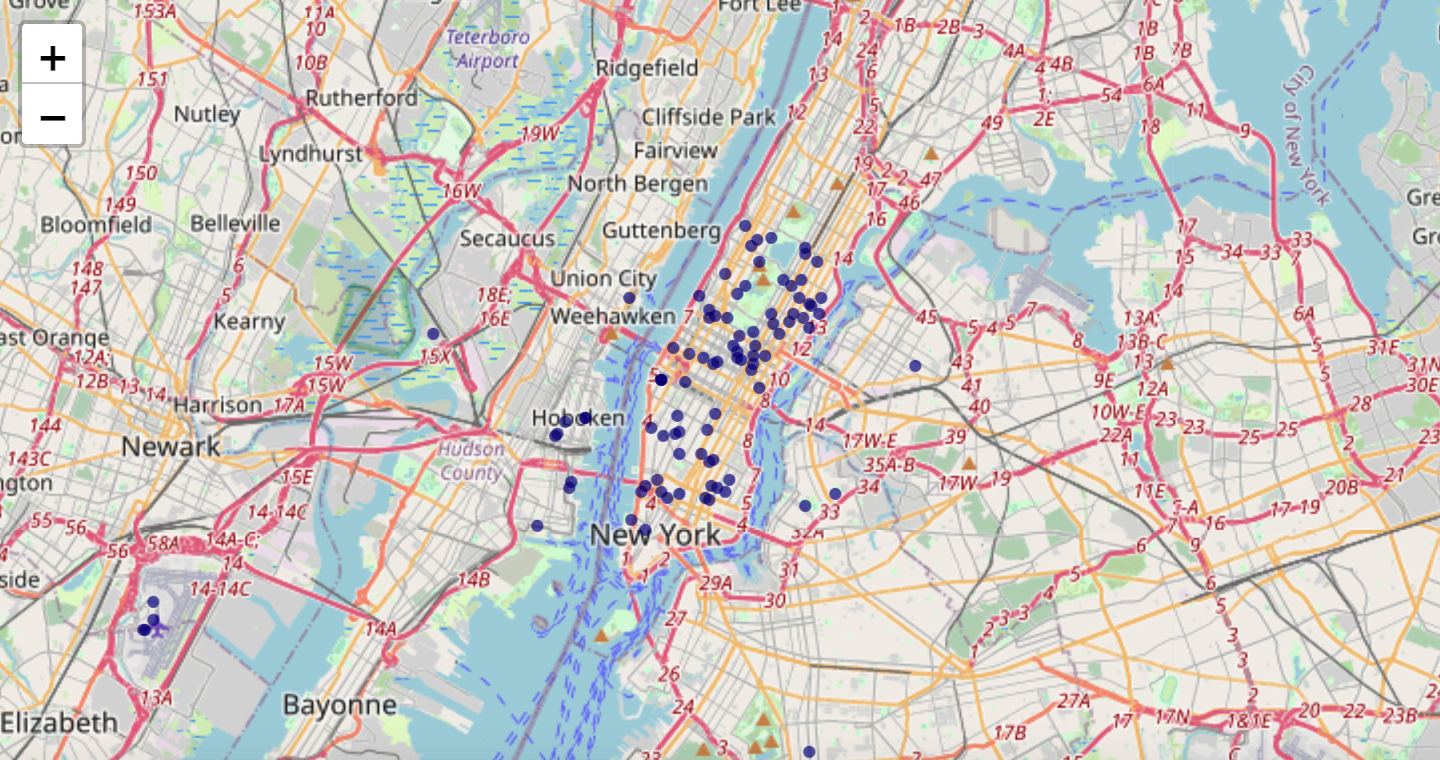 Grove
153A
11A
10
Teterboro
Airport
Fort Lee
1
2
1B
2B
3
1B
1B
7B
14
24
4A
4
4B
+
10B
151
Ridgefield
13
6
6A
−
Nutley
Rutherford
Cliffside Park
12
5
1;
2E
54
11
City of New York
19W
22
49
18
9
Lyndhurst
Fairview
150
16W
North Bergen
19
2
2
47
17
149
46
Bloomfield
Belleville
Secaucus
Guttenberg
16
17
34
33
33
7
148
147
6
Union City
14
15
5
18E;
16E
Weehawken
7
14
Kearny
45
5
4
5
7
13A;
13B-C
6A
ast Orange
12A;
12B
13
14
15W
15W
15X
3
12
8
13
5
31E
31N
30E
43
41
40
9E
12A
5
10
Harrison
17A
Hoboken
4
8
14
10W-E
23
23
25
25
28
144
Newark
17W-E
39
22A
11
8
2
143C
ngton
Hudson
County
15E
35A-B
34
17W
19
11E
7
5
20B
21
55
56
56
58A
14-14C
14A-C;
14
14-14C
4
33
32A
4
5-A
7
16
17-19
New York
1
2
1
6
9
side
14B
29A
31
30
5
4
6
14A
27
3
3
2
1
5
3
3
13A
26
24
27A
2
Elizabeth
Bayonne
17B
17
17N
1&1E
20
22
23B
3
2
C